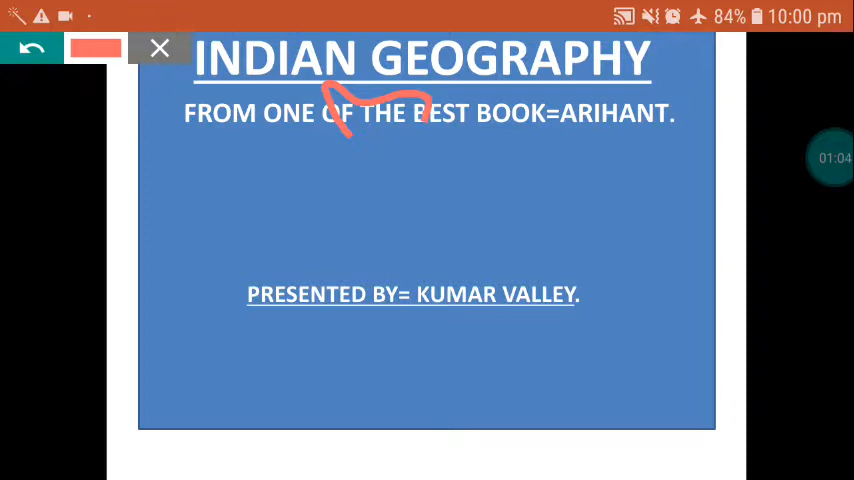 84% 10:00 pm
INDIAN GEOGRAPHY
FROM ONE OF THE BEST BOOK=ARIHANT.
01:04
PRESENTED BY= KUMAR VALLEY.